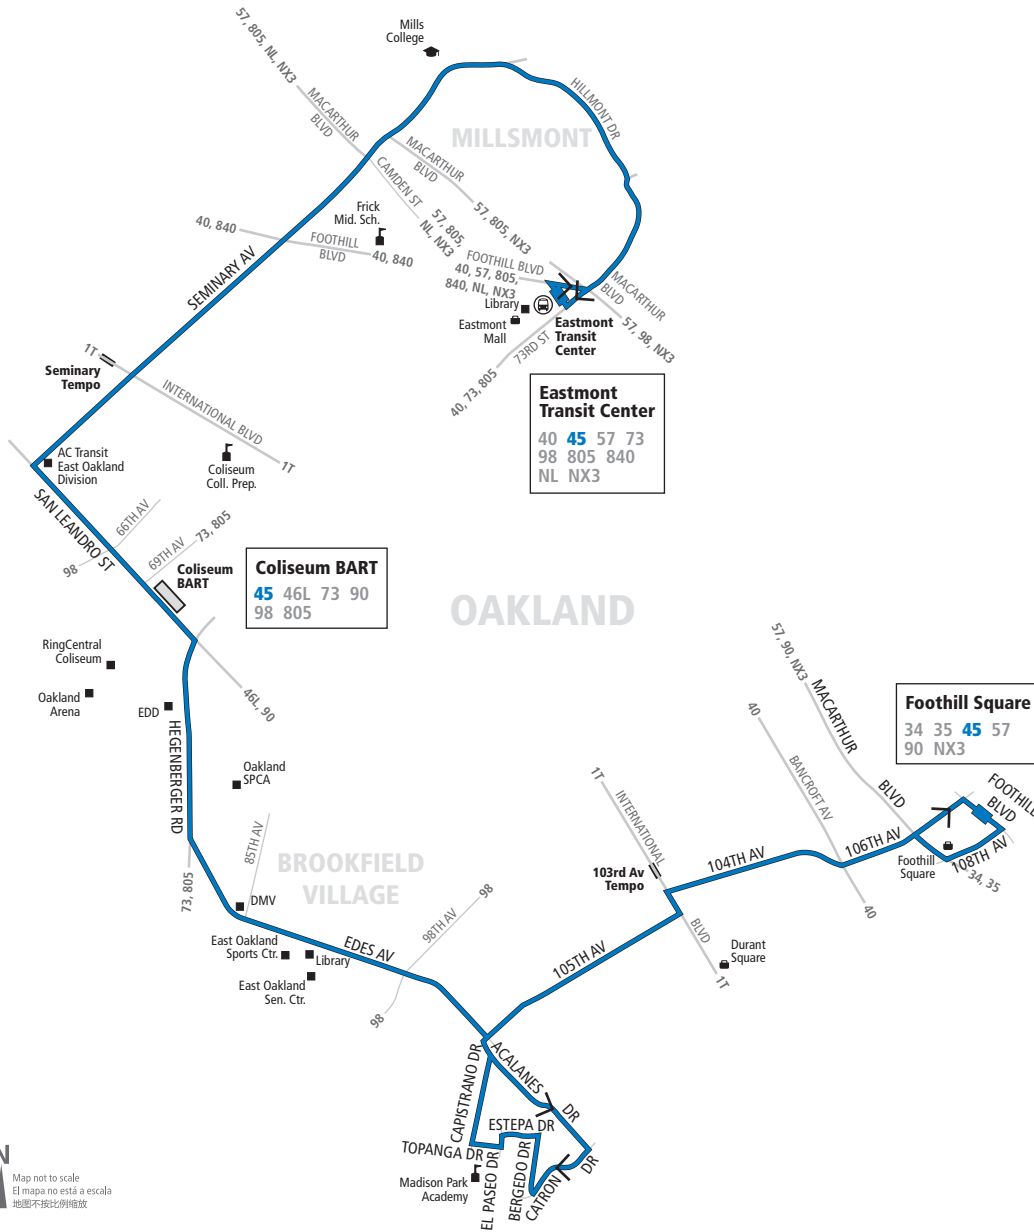 Mills
College
57, 805, NL, NX3
MACARTHUR
BLVD
HILLMONT DR
MILLSMONT
MACARTHUR
BLVD
CAMDEN ST
57, 805, NX3
57, 805,
NL, NX3
Frick
Mid. Sch.
40, 840
FOOTHILL
BLVD
40, 840
SEMINARY AV
FOOTHILL BLVD
40, 57, 805,
840, NL, NX3
Library
Eastmont
Mall
MACARTHUR
BLVD
57, 98, NX3
Eastmont
Transit
Center
73RD ST
40, 73, 805
1T
Seminary
Tempo
INTERNATIONAL BLVD
1T
Eastmont
Transit Center
40 45 57 73
98 805 840
NL NX3
AC Transit
East Oakland
Division
Coliseum
Coll. Prep.
SAN LEANDRO ST
66TH AV
98
69TH AV
73, 805
Coliseum
BART
Coliseum BART
45 46L 73 90
98 805
OAKLAND
RingCentral
Coliseum
Oakland
Arena
EDD
46L, 90
HEGENBERGER RD
Oakland
SPCA
57, 90, NX3
MACARTHUR
BLVD
Foothill Square
34 35 45 57
90 NX3
40
BANCROFT AV
40
FOOTHILL
BLVD
1T
INTERNATIONAL
BLVD
1T
85TH AV
73, 805
BROOKFIELD
VILLAGE
103rd Av
Tempo
104TH AV
106TH AV
Foothill
Square
108TH AV
34, 35
DMV
98TH AV
98
98
East Oakland
Sports Ctr.
Library
East Oakland
Sen. Ctr.
EDES AV
105TH AV
Durant
Square
CAPISTRANO DR
ACALANES
DR
ESTEPA DR
TOPANGA DR
EL PASEO DR
BERGEDO DR
CATRON
DR
Madison Park
Academy
N
Map not to scale
El mapa no está a escala
地图不按比例缩放